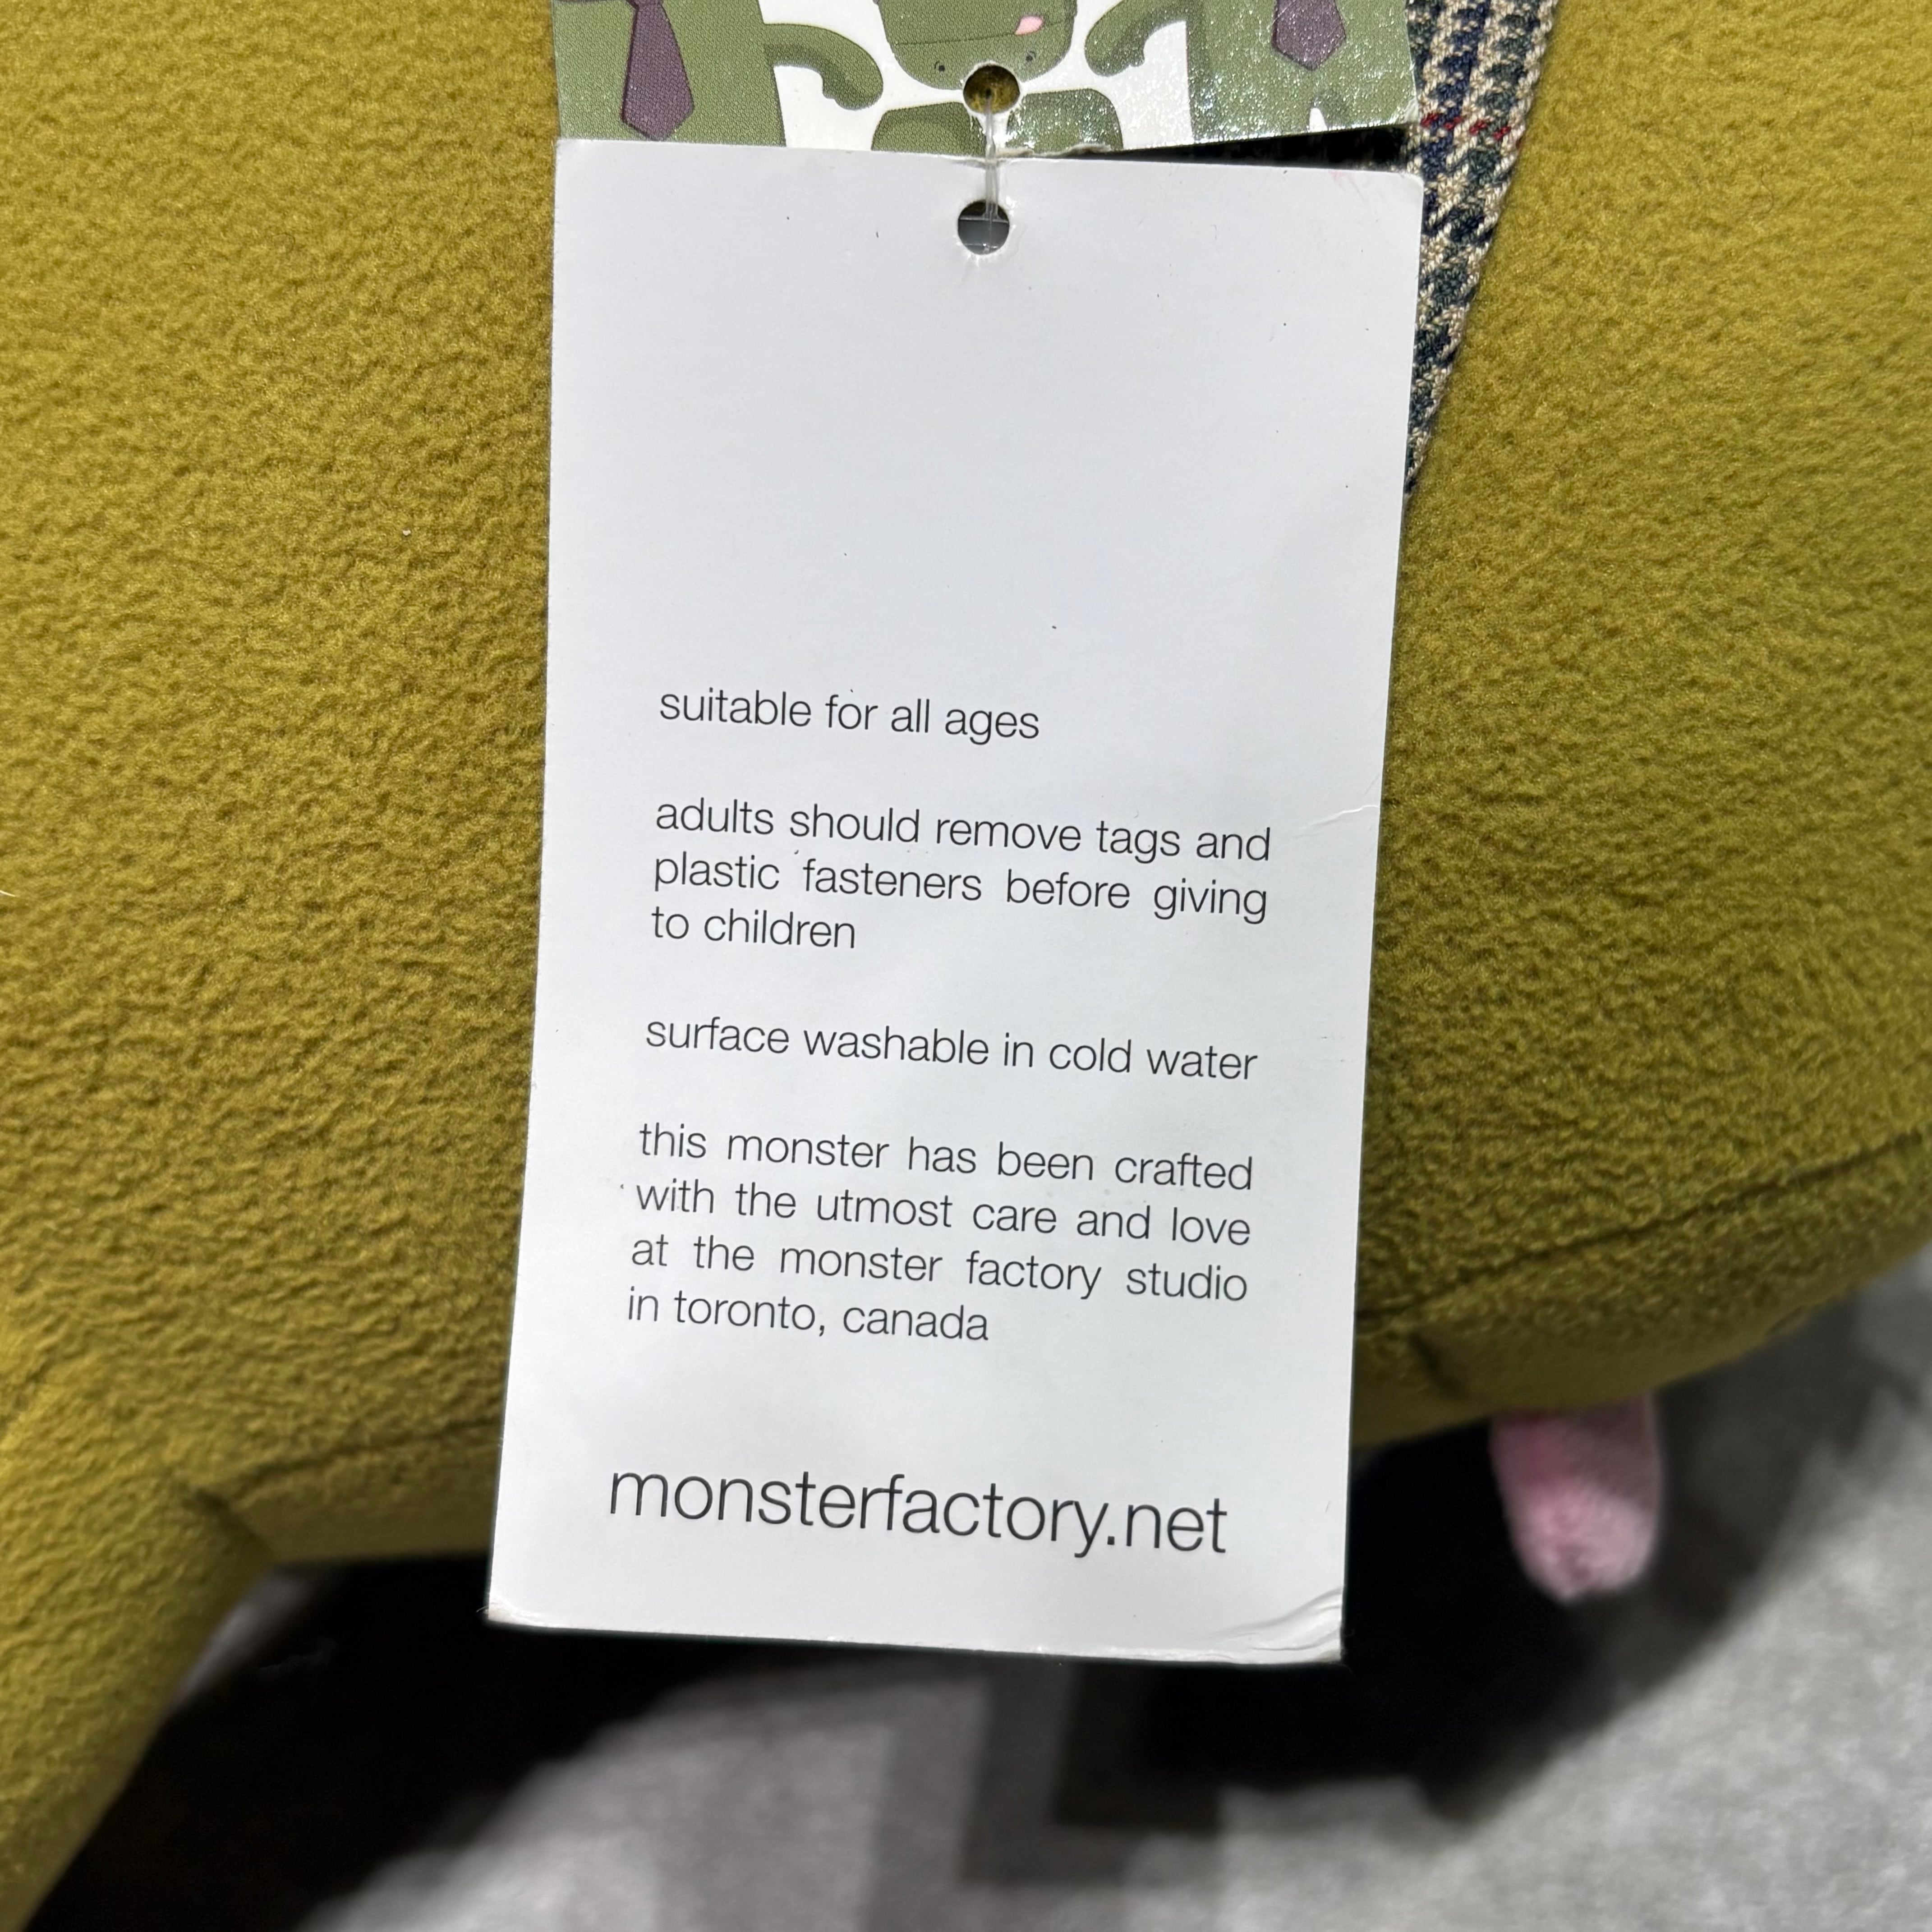 suitable for all ages
adults should remove tags and
plastic fasteners before giving
to children
surface washable in cold water
this monster has been crafted
with the utmost care and love
at the monster factory studio
in toronto, canada
monsterfactory.net